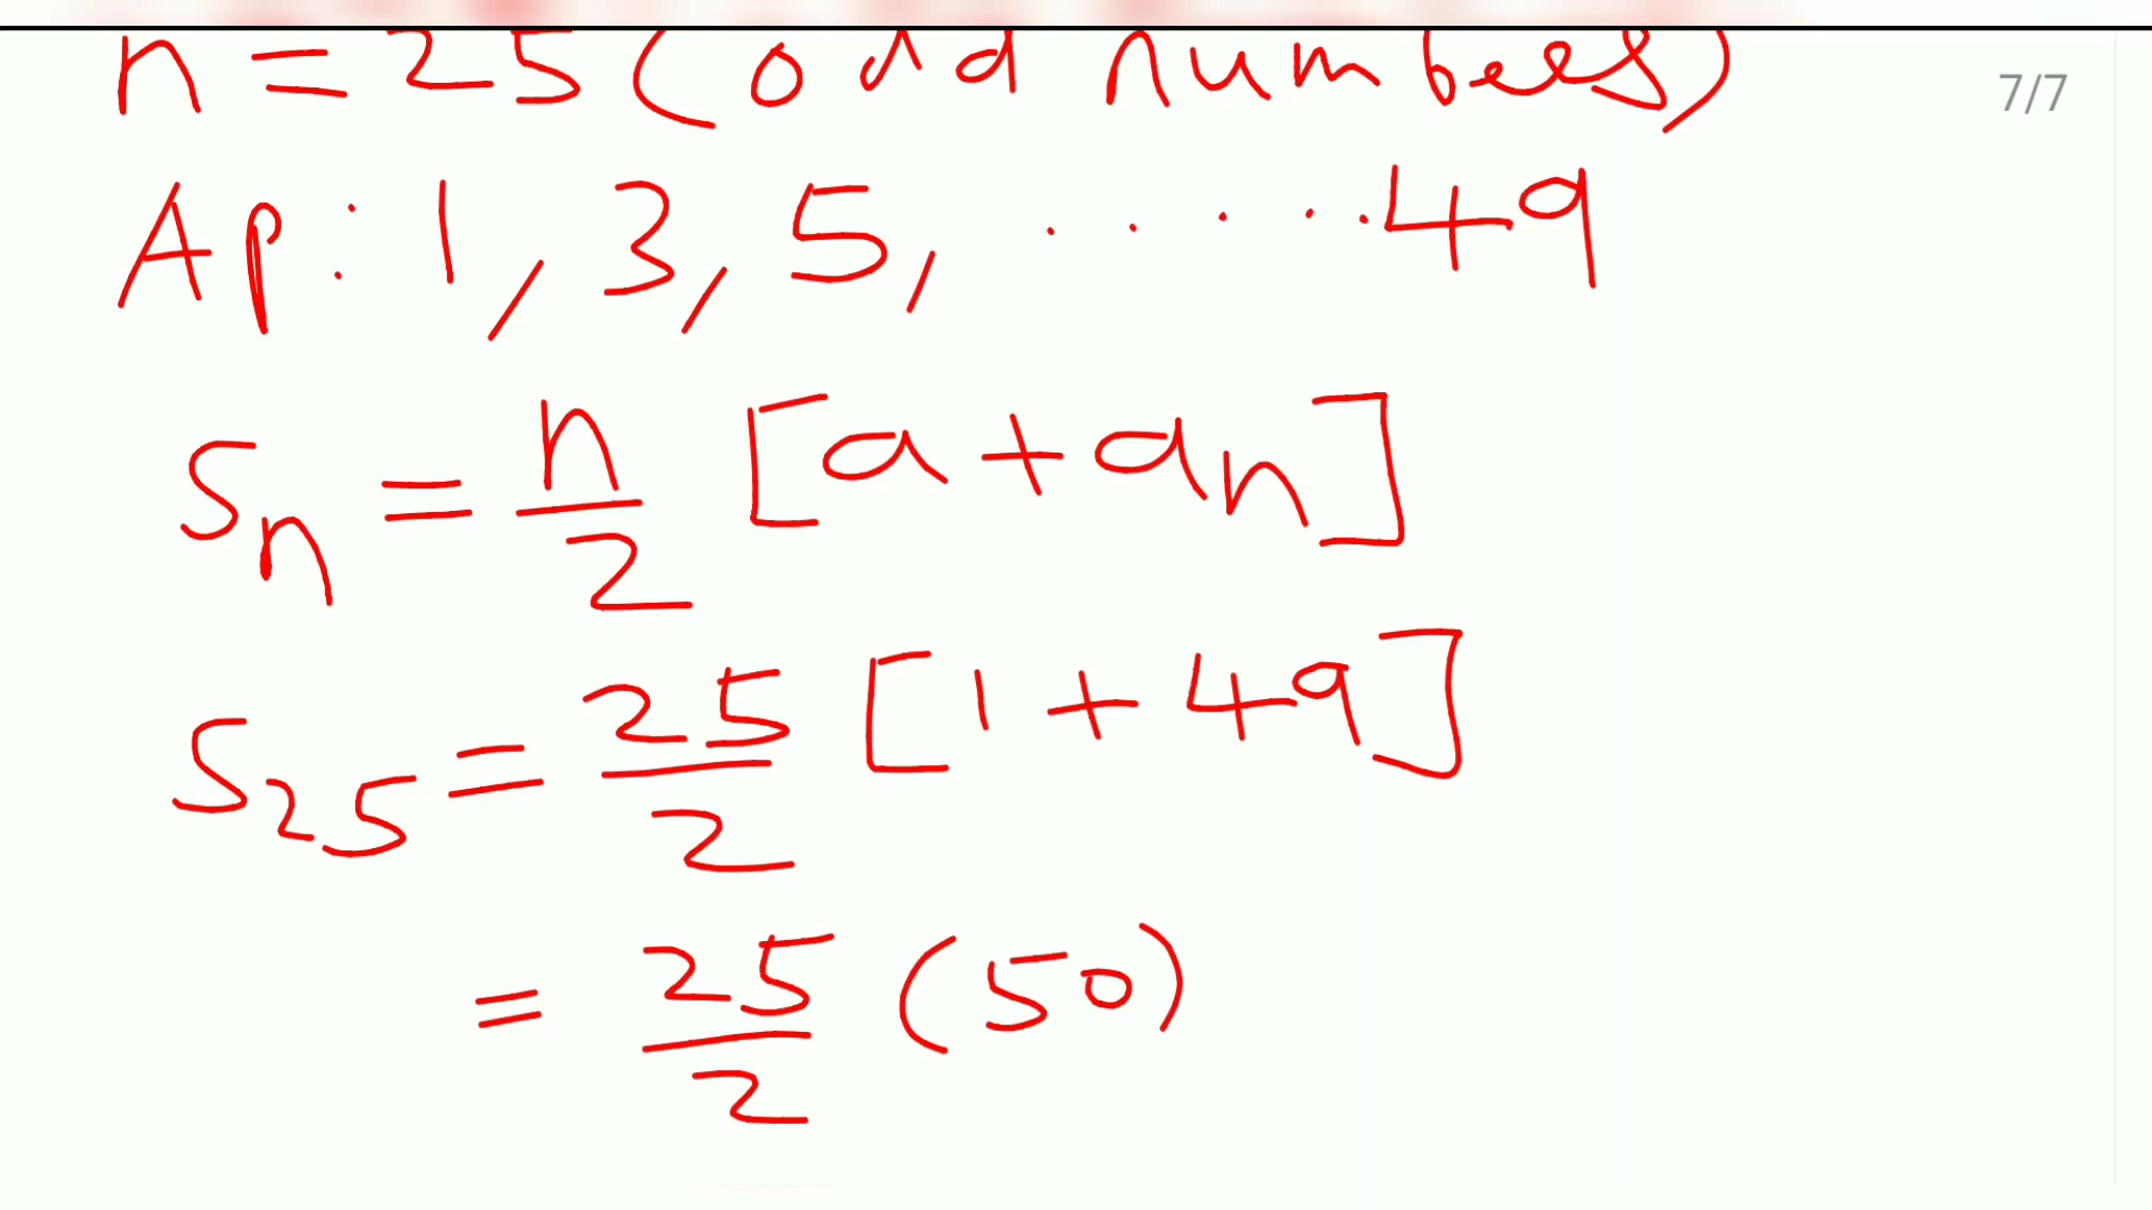 n = 25 (odd numbers)
7/7
Ap: 1, 3, 5, .....49
Sn = n/2 [a + an]
S25 = 25/2 [1 + 49]
= 25/2 (50)